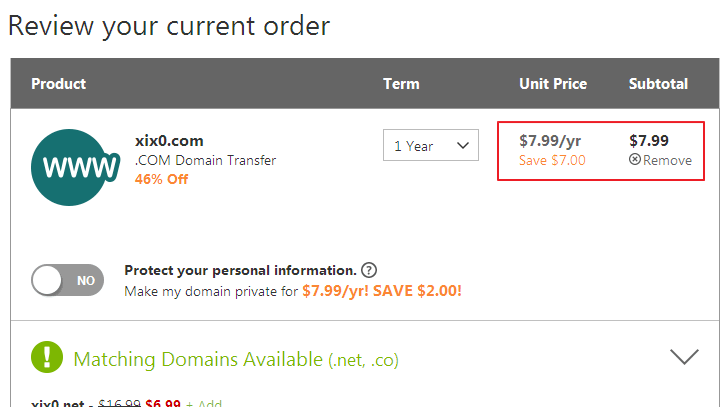 Review your current order
Product Term Unit Price Subtotal
www xix0.com 1 Year $7.99/yr $7.99
.COM Domain Transfer Save $7.00 Remove
46% Off
NO Protect your personal information. ?
Make my domain private for $7.99/yr! SAVE $2.00!
! Matching Domains Available (.net, .co)
xix0.net - $16.99 $6.99 + Add